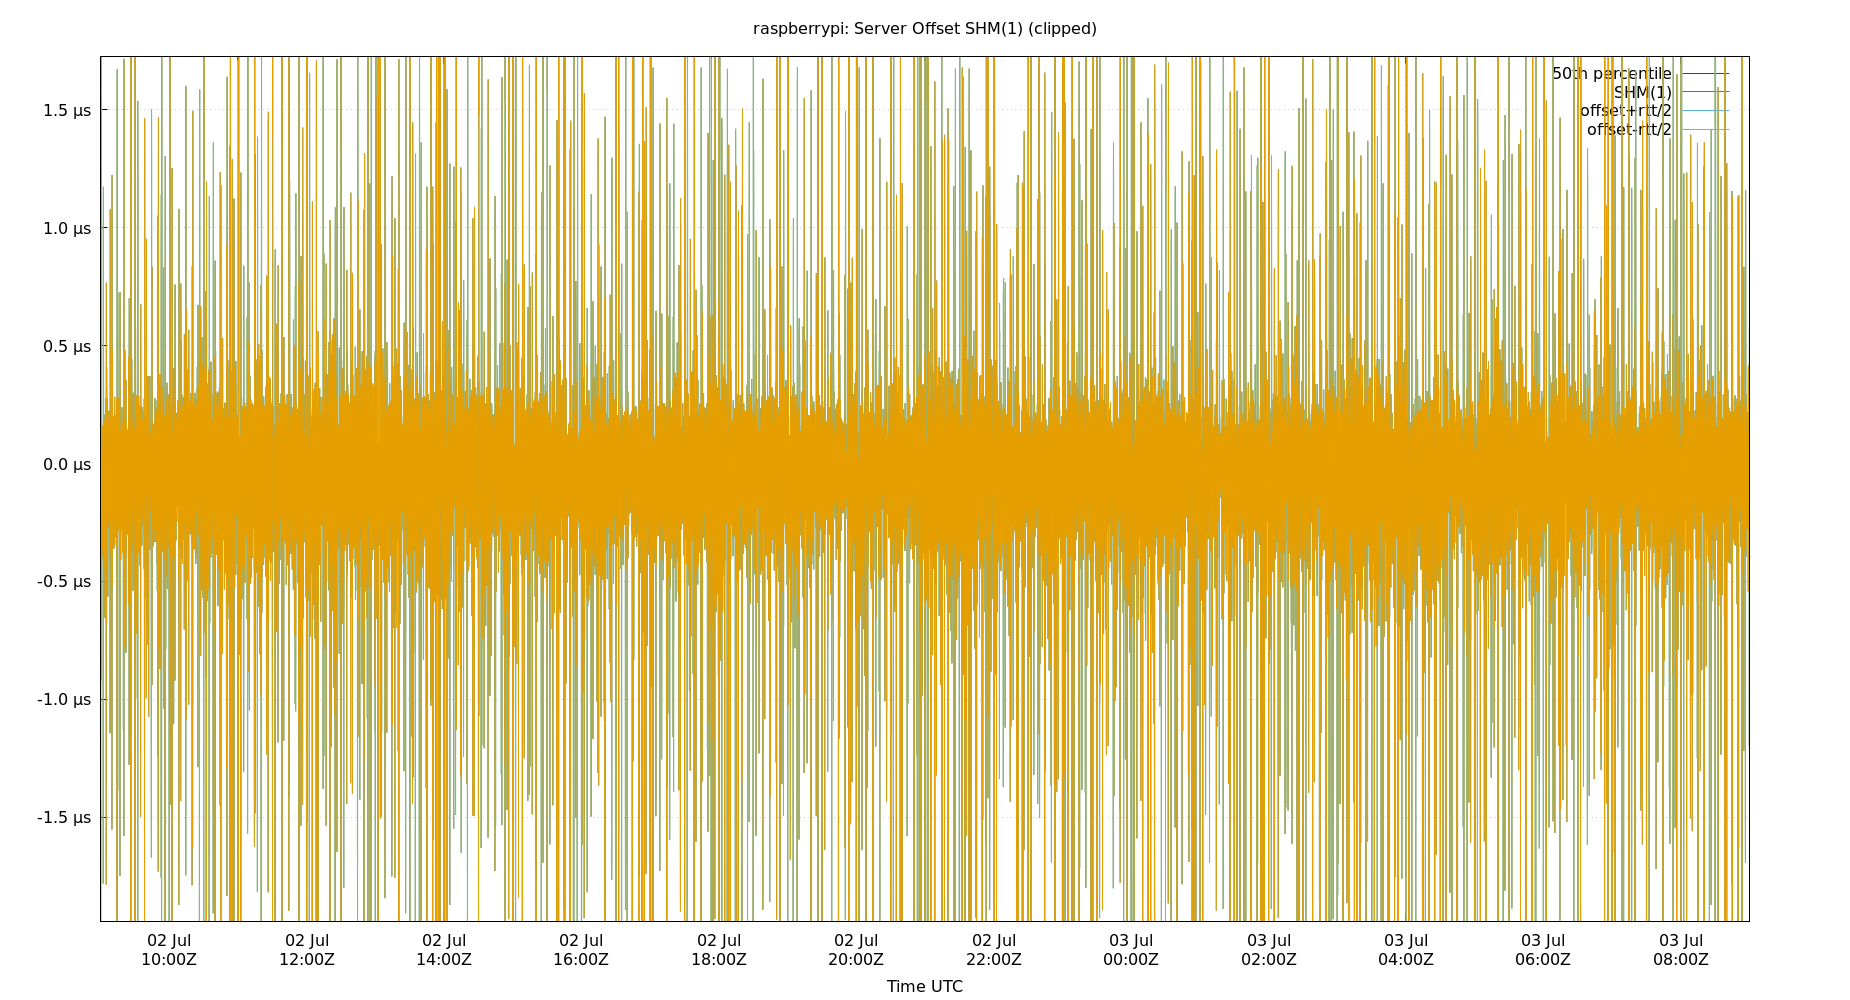 raspberrypi: Server Offset SHM(1) (clipped)
50th percentile
SHM(1)
offset+rtt/2
offset-rtt/2
1.5 μs
1.0 μs
0.5 μs
0.0 μs
-0.5 μs
-1.0 μs
-1.5 μs
02 Jul 02 Jul 02 Jul 02 Jul 02 Jul 02 Jul 02 Jul 03 Jul 03 Jul 03 Jul 03 Jul 03 Jul
10:00Z 12:00Z 14:00Z 16:00Z 18:00Z 20:00Z 22:00Z 00:00Z 02:00Z 04:00Z 06:00Z 08:00Z
Time UTC